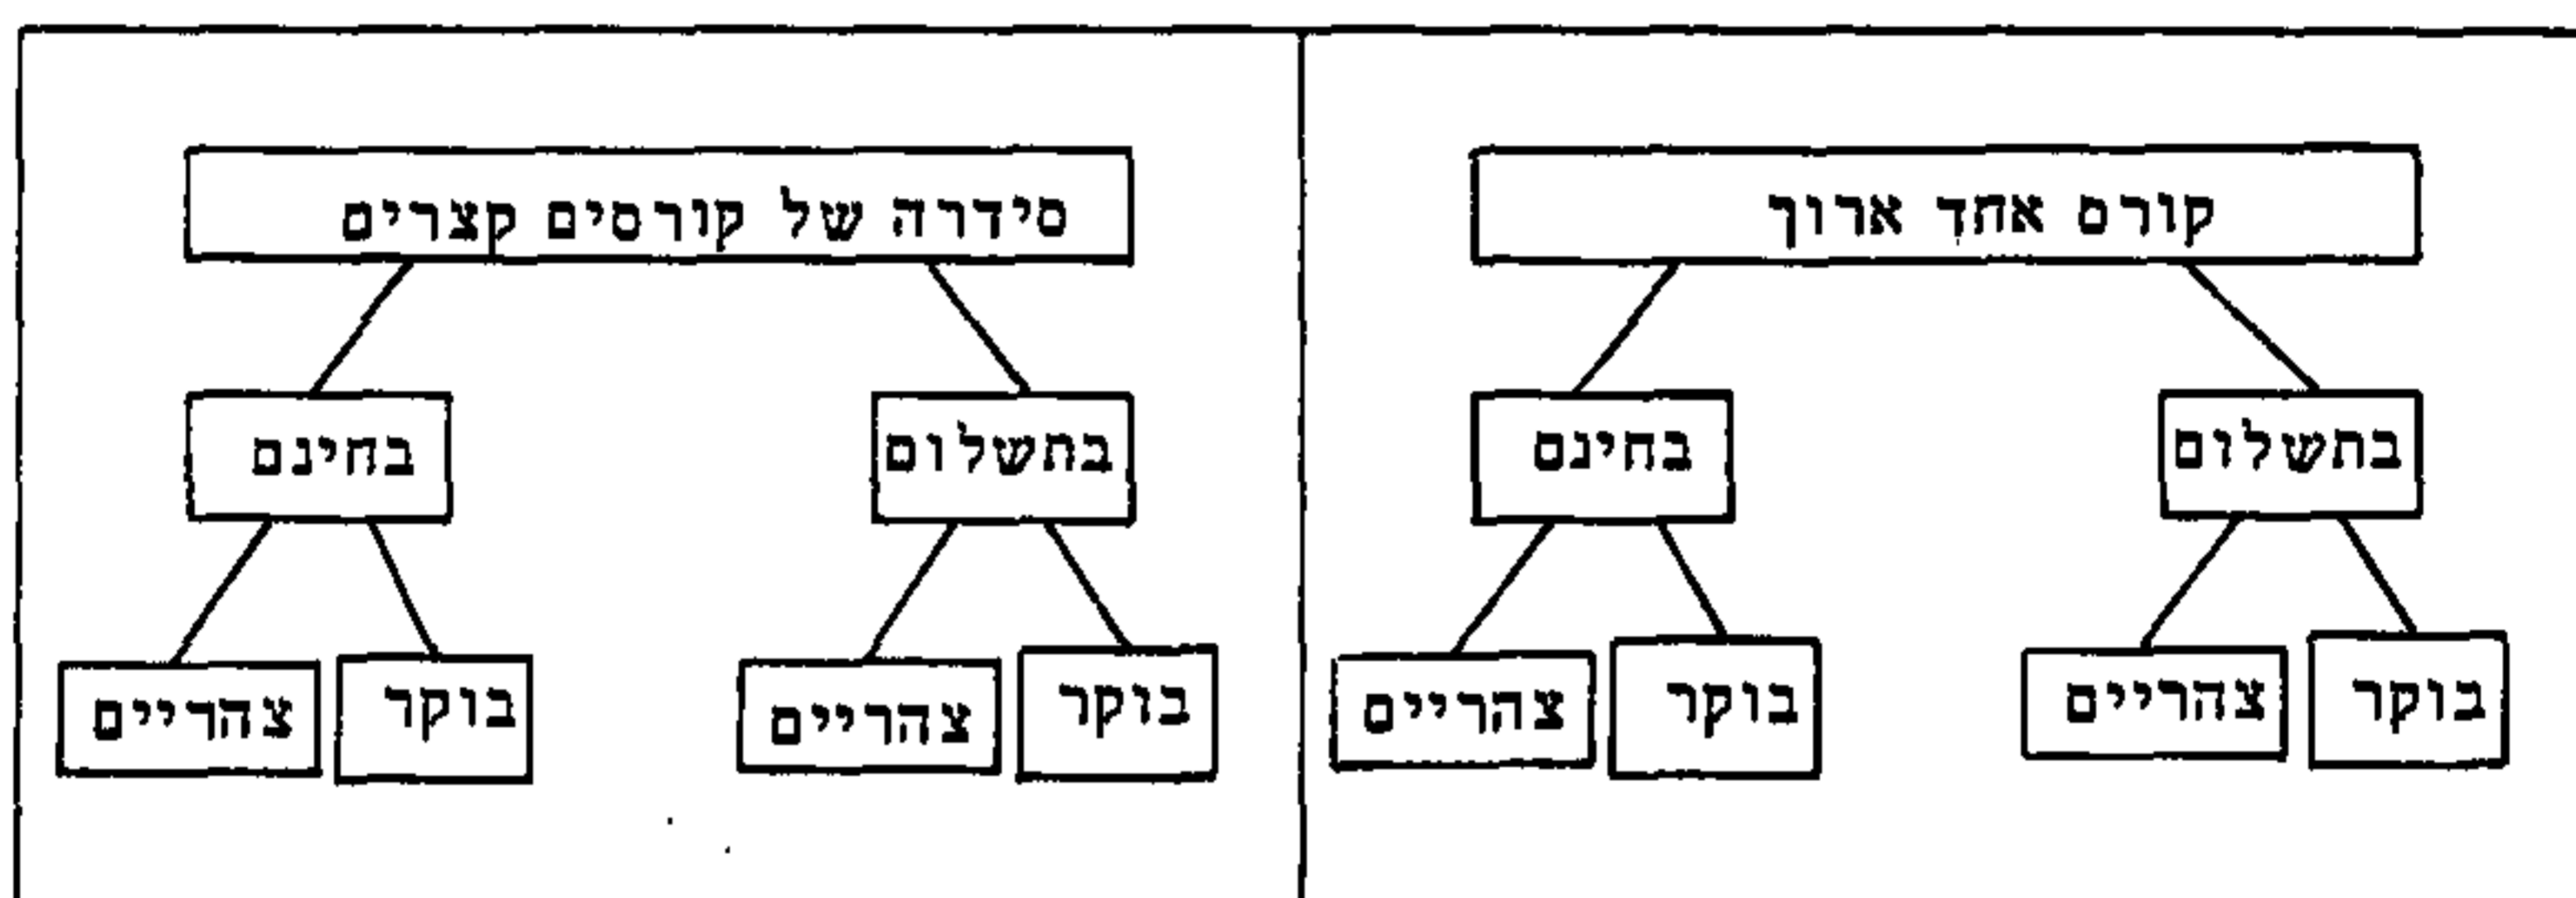 קורס אחד ארוך
בתשלום
בחינם
בוקר
צהריים
בוקר
צהריים
סידרה של קורסים קצרים
בתשלום
בחינם
בוקר
צהריים
בוקר
צהריים